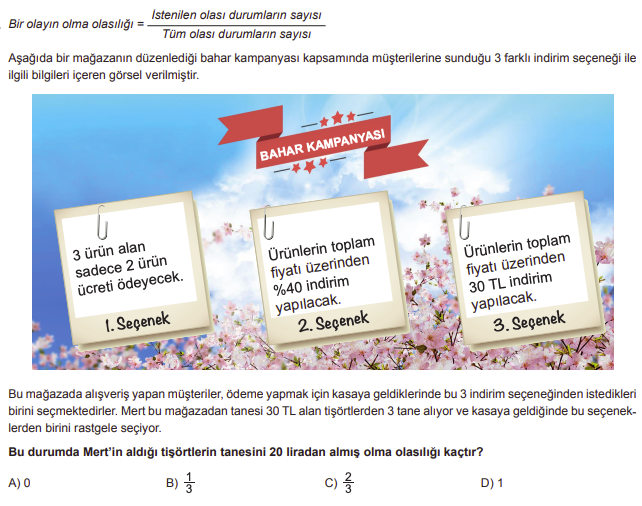 Bir olayın olma olasılığı = İstenilen olası durumların sayısı / Tüm olası durumların sayısı
Aşağıda bir mağazanın düzenlediği bahar kampanyası kapsamında müşterilerine sunduğu 3 farklı indirim seçeneği ile
ilgili bilgileri içeren görsel verilmiştir.
BAHAR KAMPANYASI
3 ürün alan
sadece 2 ürün
ücreti ödeyecek.
1. Seçenek
Ürünlerin toplam
fiyatı üzerinden
%40 indirim
yapılacak.
2. Seçenek
Ürünlerin toplam
fiyatı üzerinden
30 TL indirim
yapılacak.
3. Seçenek
Bu mağazada alışveriş yapan müşteriler, ödeme yapmak için kasaya geldiklerinde bu 3 indirim seçeneğinden istedikleri
birini seçmektedirler. Mert bu mağazadan tanesi 30 TL alan tişörtlerden 3 tane alıyor ve kasaya geldiğinde bu seçenek-
lerden birini rastgele seçiyor.
Bu durumda Mert'in aldığı tişörtlerin tanesini 20 liradan almış olma olasılığı kaçtır?
A) 0 B) 1/3 C) 2/3 D) 1